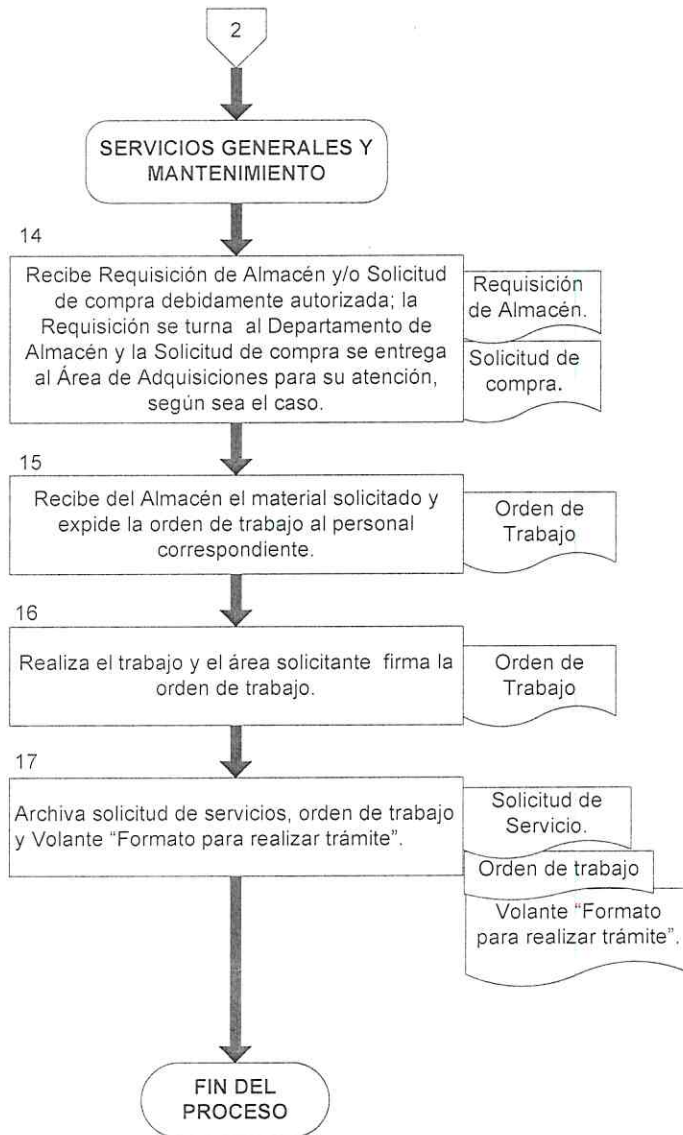 2
SERVICIOS GENERALES Y
MANTENIMIENTO
14
Recibe Requisición de Almacén y/o Solicitud
de compra debidamente autorizada; la
Requisición se turna al Departamento de
Almacén y la Solicitud de compra se entrega
al Área de Adquisiciones para su atención,
según sea el caso.
Requisición
de Almacén.
Solicitud de
compra.
15
Recibe del Almacén el material solicitado y
expide la orden de trabajo al personal
correspondiente.
Orden de
Trabajo
16
Realiza el trabajo y el área solicitante firma la
orden de trabajo.
Orden de
Trabajo
17
Archiva solicitud de servicios, orden de trabajo
y Volante “Formato para realizar trámite”.
Solicitud de
Servicio.
Orden de trabajo
Volante “Formato
para realizar trámite”.
FIN DEL
PROCESO